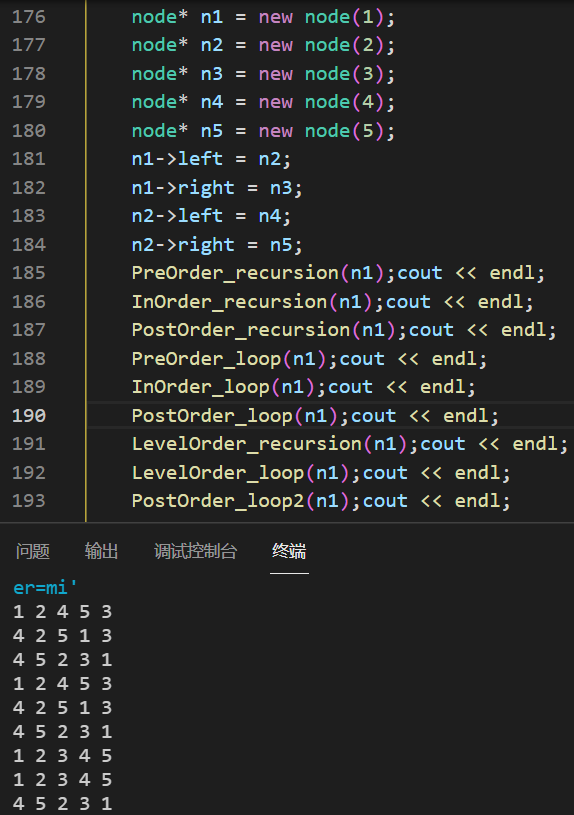 176 node* n1 = new node(1);
177 node* n2 = new node(2);
178 node* n3 = new node(3);
179 node* n4 = new node(4);
180 node* n5 = new node(5);
181 n1->left = n2;
182 n1->right = n3;
183 n2->left = n4;
184 n2->right = n5;
185 PreOrder_recursion(n1);cout << endl;
186 InOrder_recursion(n1);cout << endl;
187 PostOrder_recursion(n1);cout << endl;
188 PreOrder_loop(n1);cout << endl;
189 InOrder_loop(n1);cout << endl;
190 PostOrder_loop(n1);cout << endl;
191 LevelOrder_recursion(n1);cout << endl;
192 LevelOrder_loop(n1);cout << endl;
193 PostOrder_loop2(n1);cout << endl;
问题 输出 调试控制台 终端
er=mi'
1 2 4 5 3
4 2 5 1 3
4 5 2 3 1
1 2 4 5 3
4 2 5 1 3
4 5 2 3 1
1 2 3 4 5
1 2 3 4 5
4 5 2 3 1